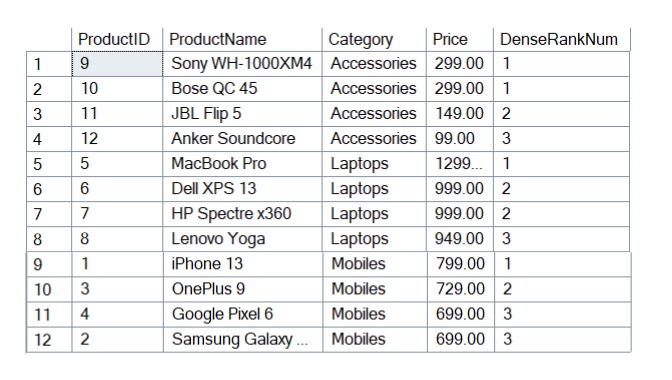 ProductID ProductName Category Price DenseRankNum
1 9 Sony WH-1000XM4 Accessories 299.00 1
2 10 Bose QC 45 Accessories 299.00 1
3 11 JBL Flip 5 Accessories 149.00 2
4 12 Anker Soundcore Accessories 99.00 3
5 5 MacBook Pro Laptops 1299... 1
6 6 Dell XPS 13 Laptops 999.00 2
7 7 HP Spectre x360 Laptops 999.00 2
8 8 Lenovo Yoga Laptops 949.00 3
9 1 iPhone 13 Mobiles 799.00 1
10 3 OnePlus 9 Mobiles 729.00 2
11 4 Google Pixel 6 Mobiles 699.00 3
12 2 Samsung Galaxy ... Mobiles 699.00 3